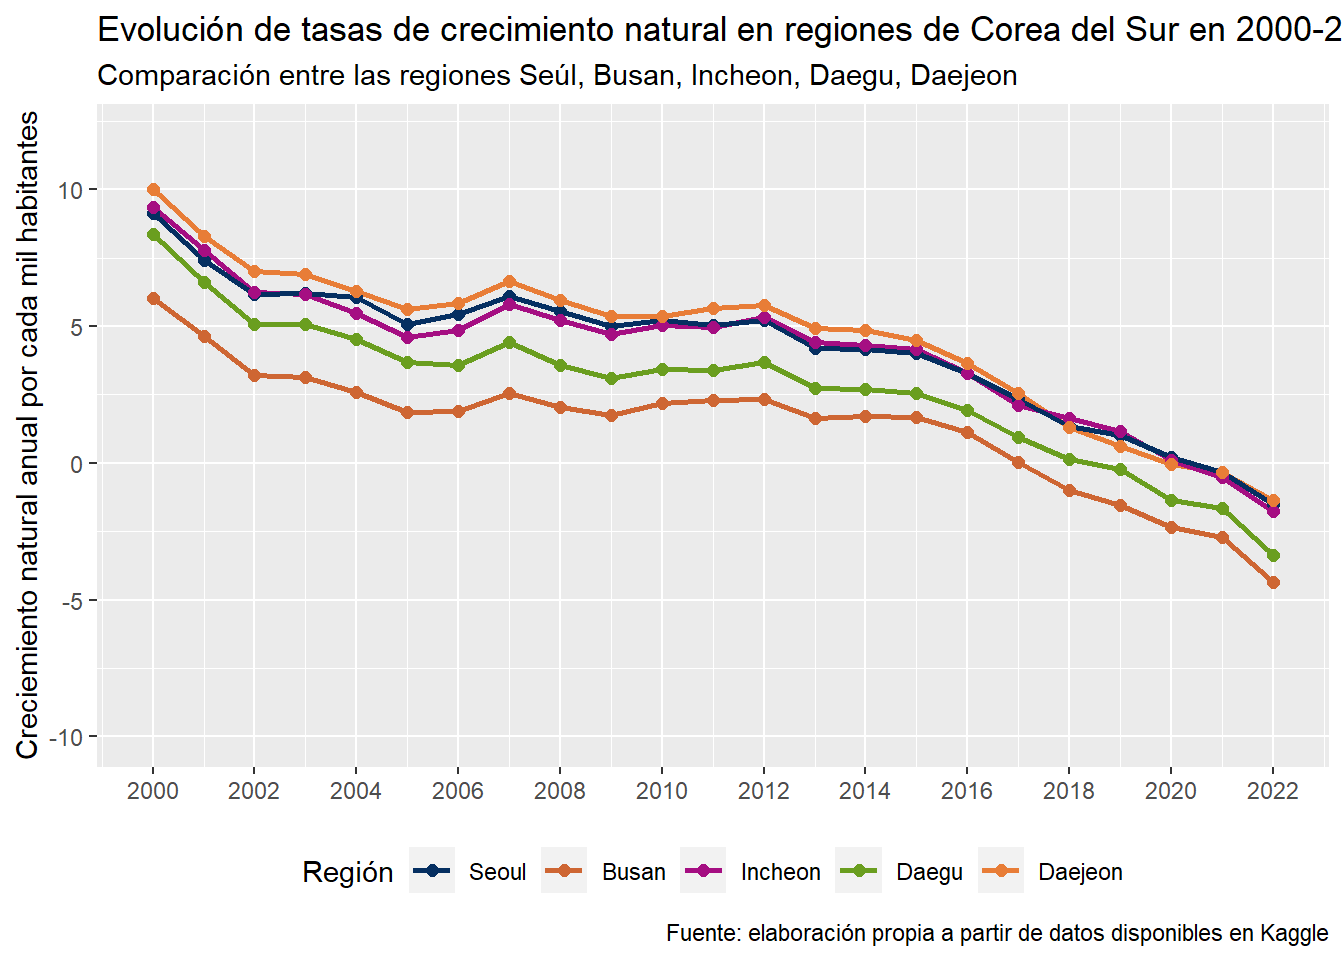 Evolución de tasas de crecimiento natural en regiones de Corea del Sur en 2000-2
Comparación entre las regiones Seúl, Busan, Incheon, Daegu, Daejeon
Creciemiento natural anual por cada mil habitantes
10
5
0
-5
-10
2000 2002 2004 2006 2008 2010 2012 2014 2016 2018 2020 2022
Región Seoul Busan Incheon Daegu Daejeon
Fuente: elaboración propia a partir de datos disponibles en Kaggle